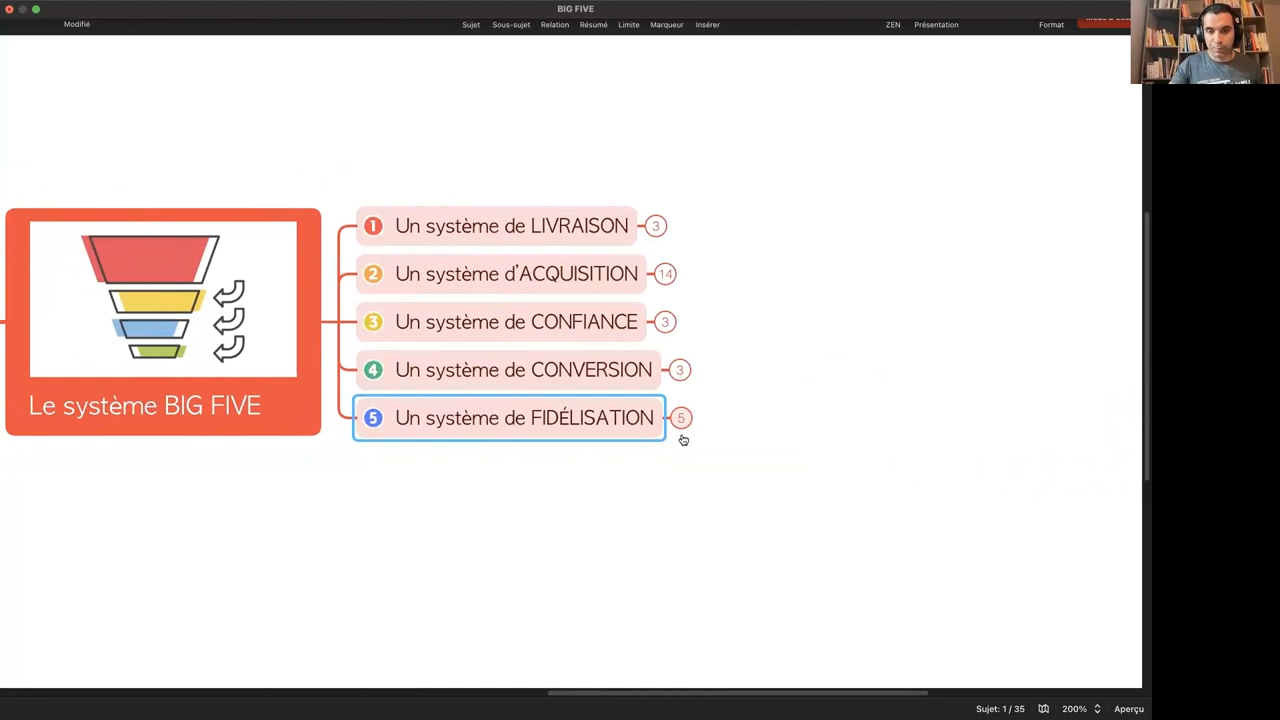 BIG FIVE
Modifié
Sujet Sous-sujet Relation Résumé Limite Marqueur Insérer ZEN Présentation Format
1 Un système de LIVRAISON 3
2 Un système d'ACQUISITION 14
3 Un système de CONFIANCE 3
4 Un système de CONVERSION 3
Le système BIG FIVE
5 Un système de FIDÉLISATION 5
Sujet: 1 / 35 200% Aperçu